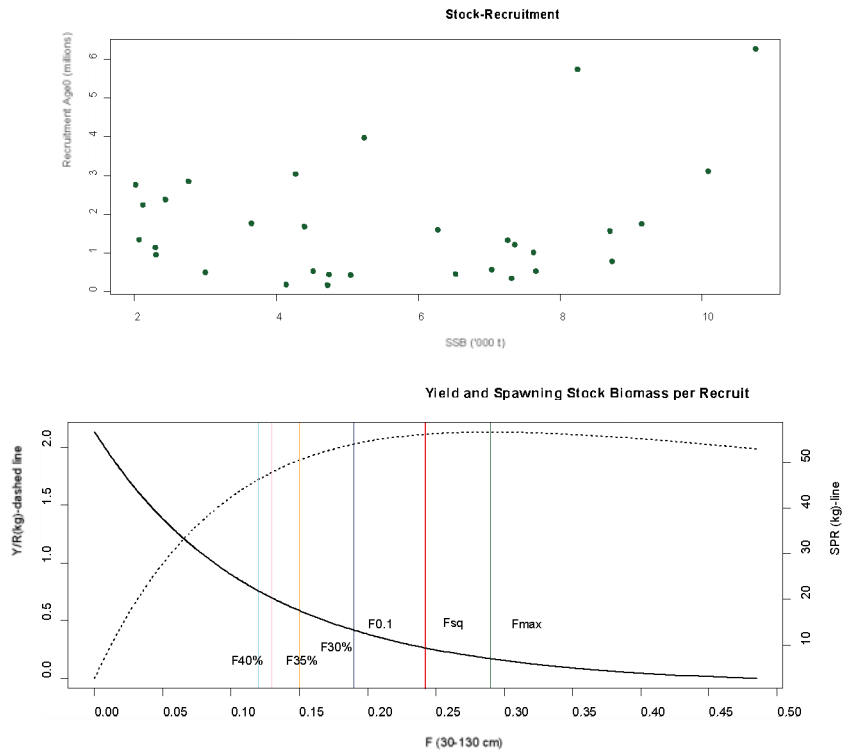 Stock-Recruitment
Recruitment Age0 (millions)
0 1 2 3 4 5 6
2 4 6 8 10
SSB ('000 t)
Yield and Spawning Stock Biomass per Recruit
Y/R(kg)-dashed line
0.0 0.5 1.0 1.5 2.0
F40%
F35%
F30%
F0.1
Fsq
Fmax
10 20 30 40 50
SPR (kg)-line
0.00 0.05 0.10 0.15 0.20 0.25 0.30 0.35 0.40 0.45 0.50
F (30-130 cm)